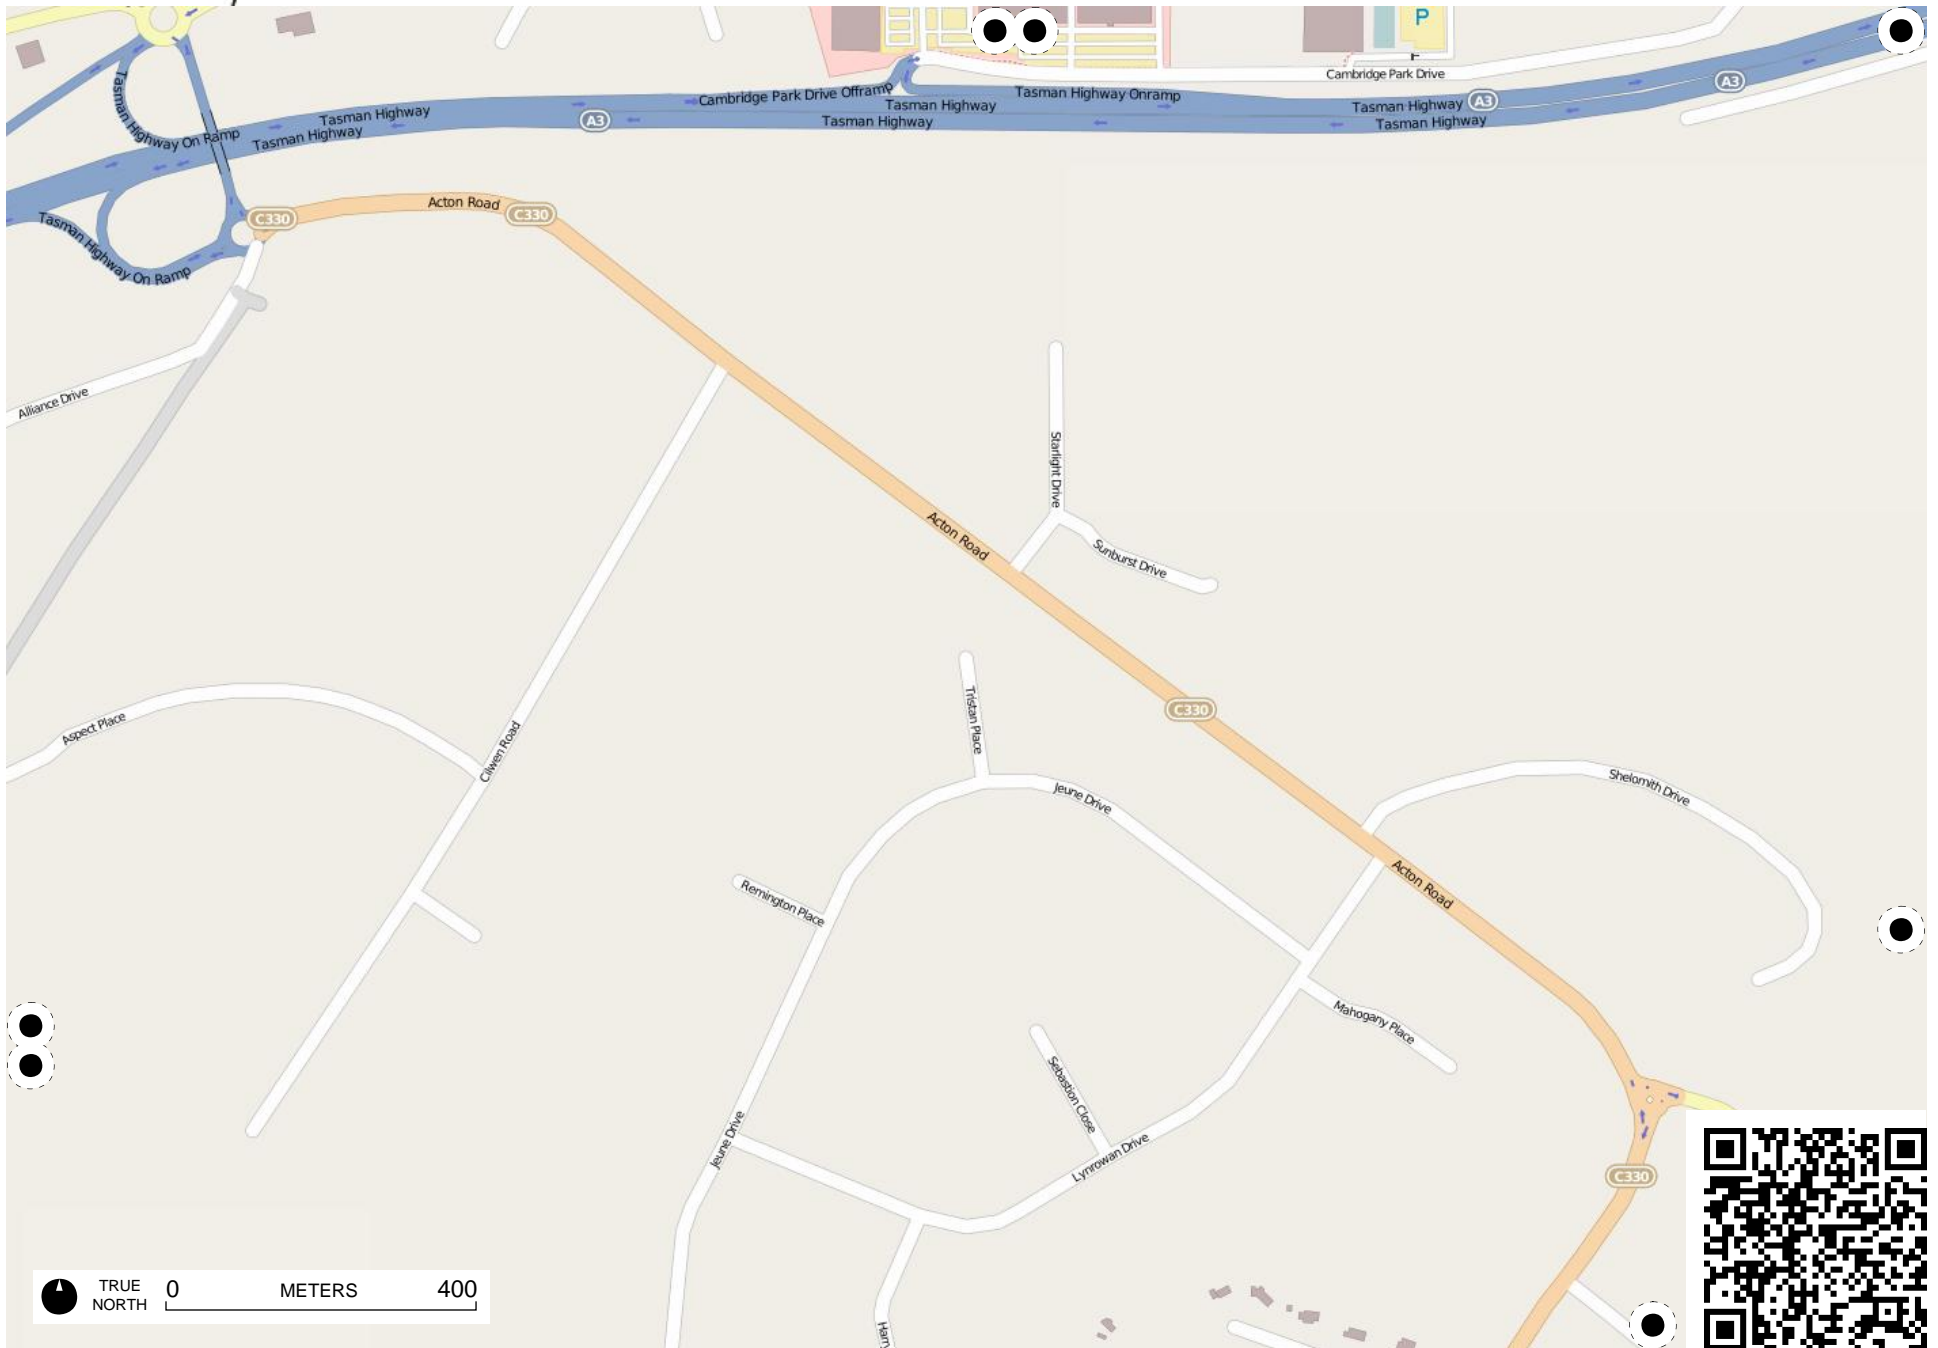 P
Cambridge Park Drive
A3
Cambridge Park Drive Offramp
Tasman Highway Onramp
Tasman Highway
Tasman Highway
Tasman Highway
A3
Tasman Highway On Ramp
Tasman Highway
A3
Tasman Highway
Tasman Highway
Acton Road
C330
C330
Tasman Highway On Ramp
Alliance Drive
Starlight Drive
Acton Road
Sunburst Drive
Tristan Place
C330
Aspect Place
Cilwen Road
Jeune Drive
Shelomith Drive
Remington Place
Acton Road
Mahogany Place
Sebastion Close
Jeune Drive
Lynrowan Drive
C330
TRUE
NORTH
0 METERS 400